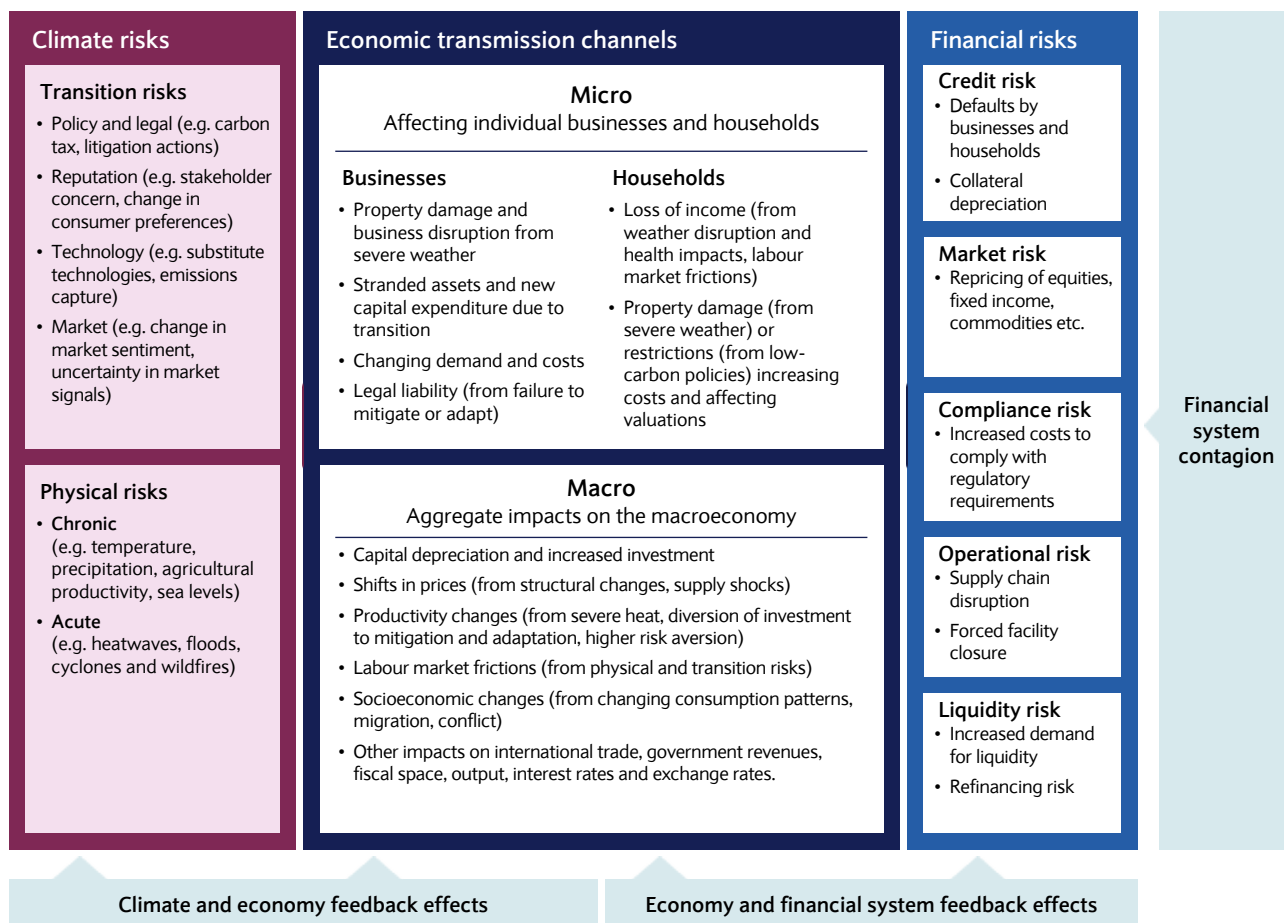 Climate risks
Transition risks
• Policy and legal (e.g. carbon
tax, litigation actions)
• Reputation (e.g. stakeholder
concern, change in
consumer preferences)
• Technology (e.g. substitute
technologies, emissions
capture)
• Market (e.g. change in
market sentiment,
uncertainty in market
signals)
Physical risks
• Chronic
(e.g. temperature,
precipitation, agricultural
productivity, sea levels)
• Acute
(e.g. heatwaves, floods,
cyclones and wildfires)
Economic transmission channels
Micro
Affecting individual businesses and households
Businesses
• Property damage and
business disruption from
severe weather
• Stranded assets and new
capital expenditure due to
transition
• Changing demand and costs
• Legal liability (from failure to
mitigate or adapt)
Households
• Loss of income (from
weather disruption and
health impacts, labour
market frictions)
• Property damage (from
severe weather) or
restrictions (from low-
carbon policies) increasing
costs and affecting
valuations
Macro
Aggregate impacts on the macroeconomy
• Capital depreciation and increased investment
• Shifts in prices (from structural changes, supply shocks)
• Productivity changes (from severe heat, diversion of investment
to mitigation and adaptation, higher risk aversion)
• Labour market frictions (from physical and transition risks)
• Socioeconomic changes (from changing consumption patterns,
migration, conflict)
• Other impacts on international trade, government revenues,
fiscal space, output, interest rates and exchange rates.
Financial risks
Credit risk
• Defaults by
businesses and
households
• Collateral
depreciation
Market risk
• Repricing of equities,
fixed income,
commodities etc.
Compliance risk
• Increased costs to
comply with
regulatory
requirements
Operational risk
• Supply chain
disruption
• Forced facility
closure
Liquidity risk
• Increased demand
for liquidity
• Refinancing risk
Financial
system
contagion
Climate and economy feedback effects
Economy and financial system feedback effects